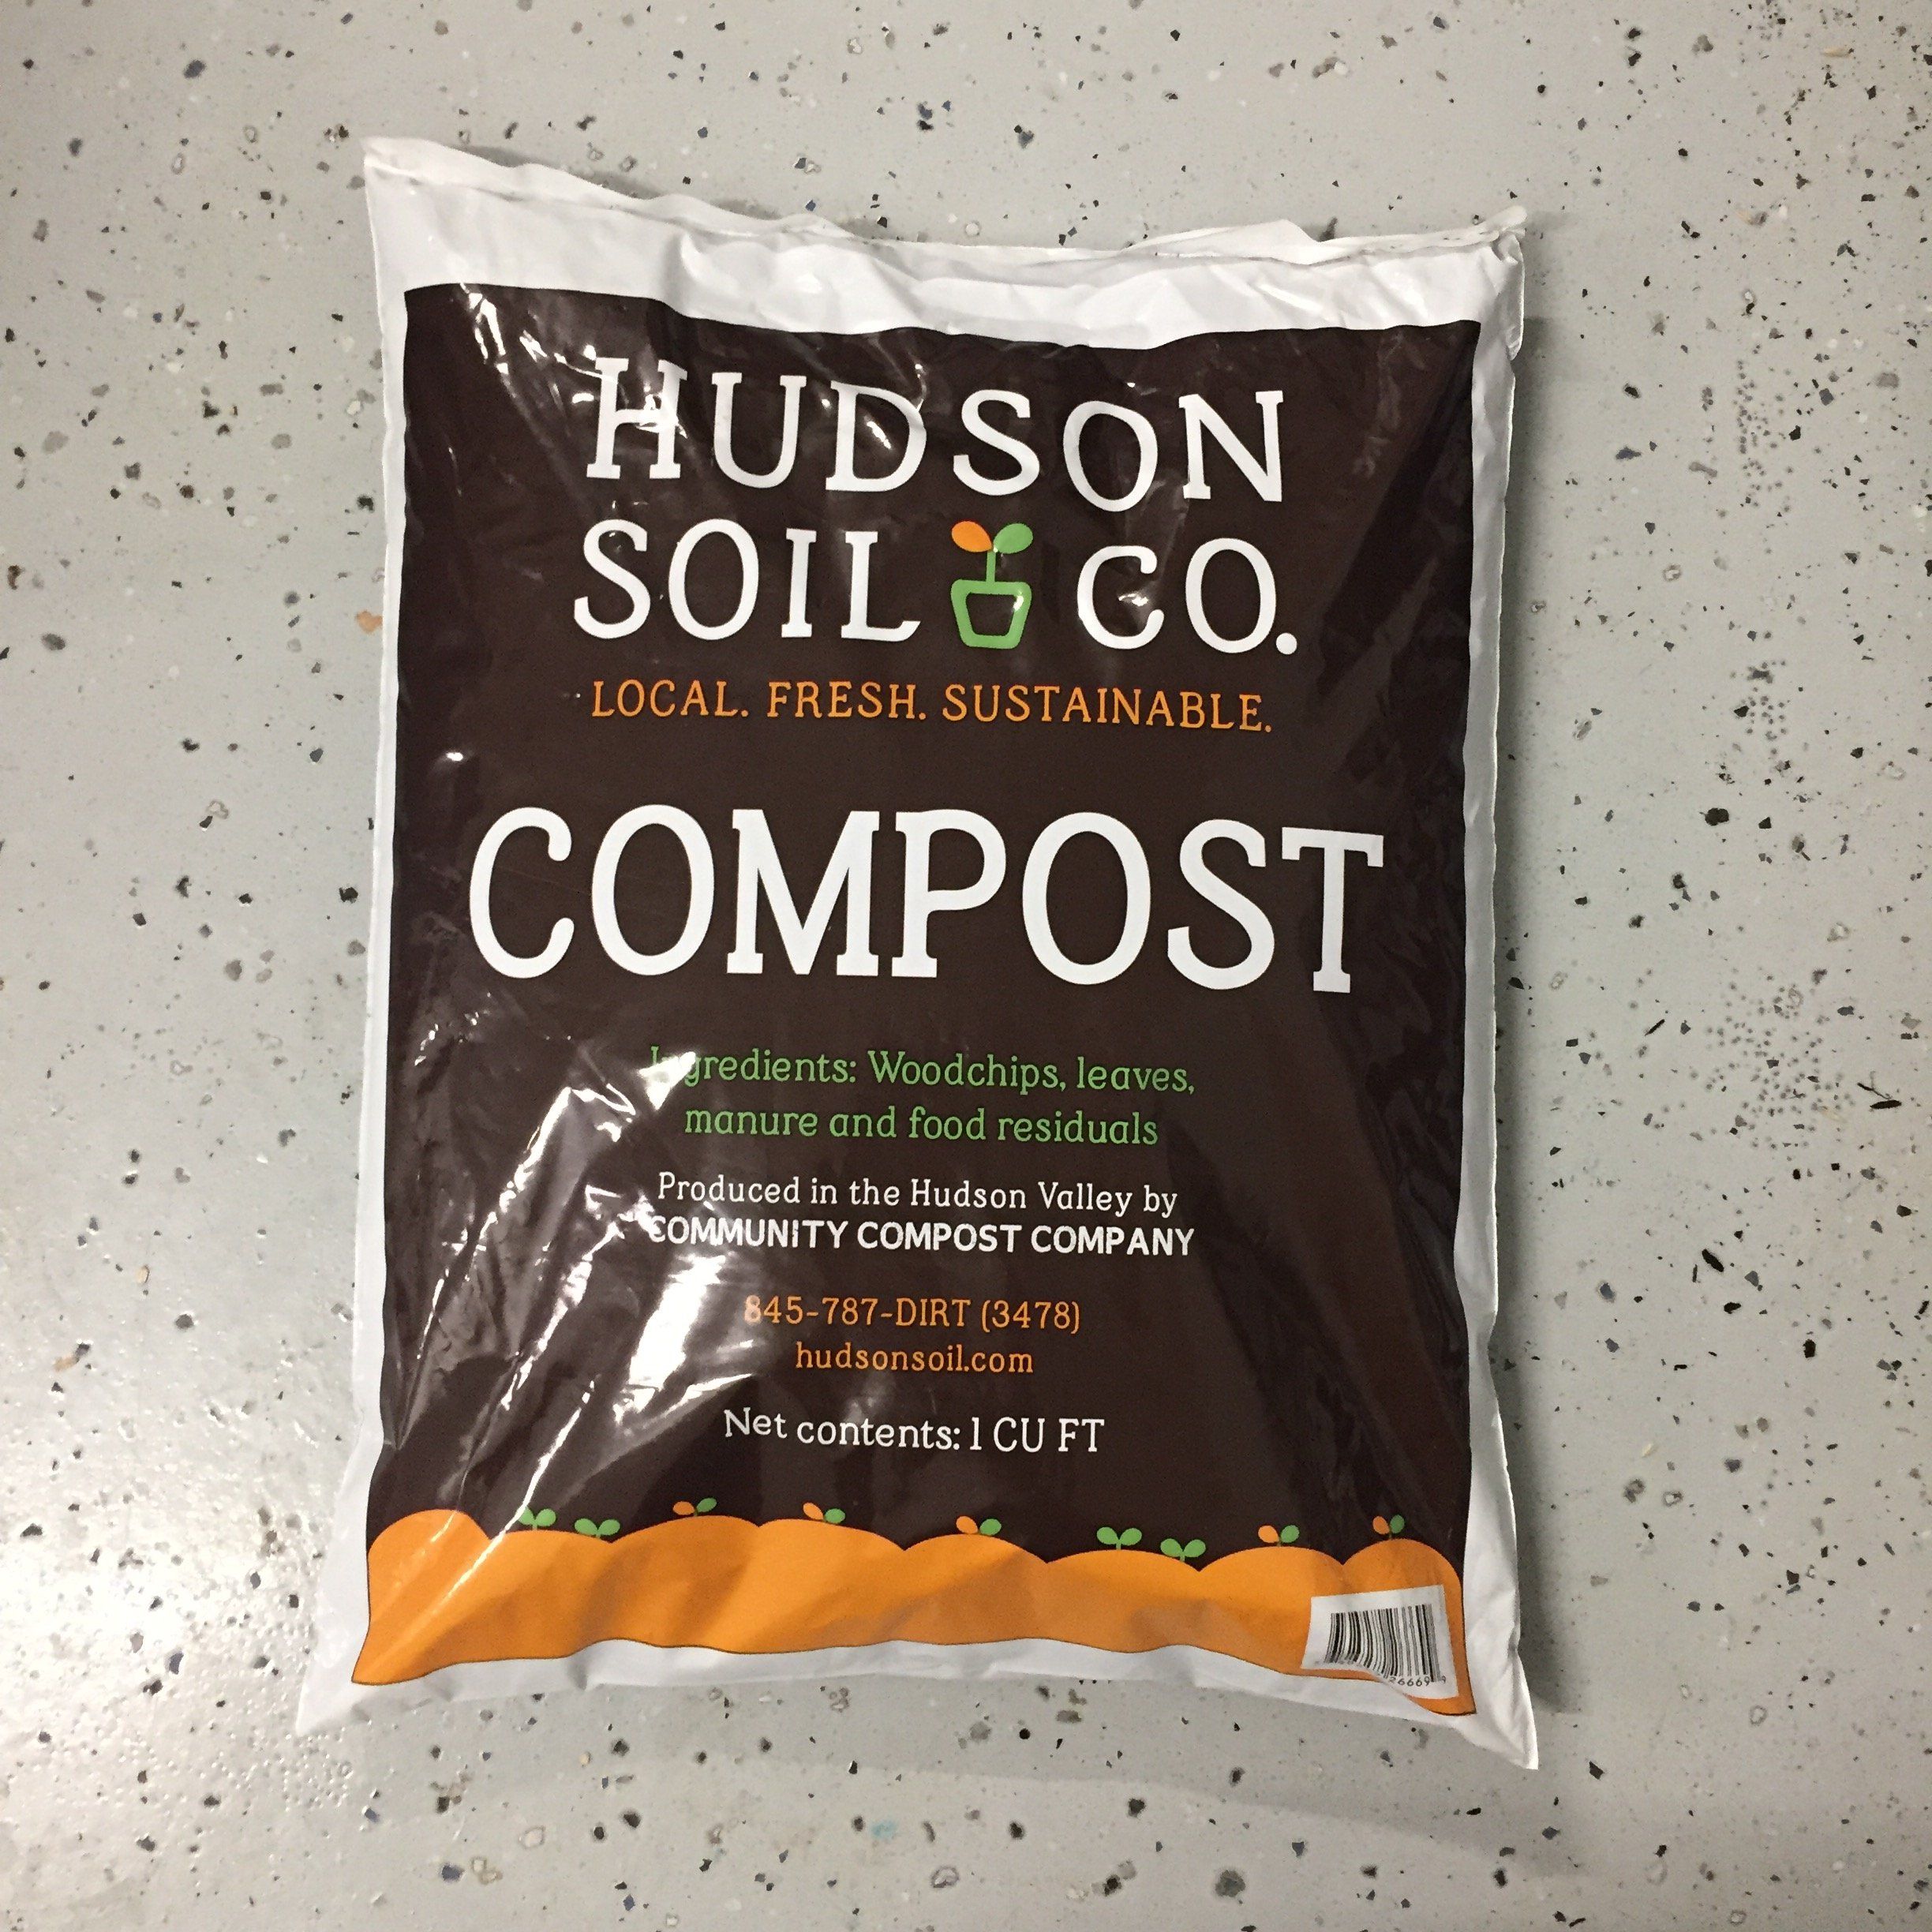 HUDSON
SOIL CO.
LOCAL. FRESH. SUSTAINABLE.
COMPOST
Ingredients: Woodchips, leaves,
manure and food residuals
Produced in the Hudson Valley by
COMMUNITY COMPOST COMPANY
845-787-DIRT (3478)
hudsonsoil.com
Net contents: 1 CU FT